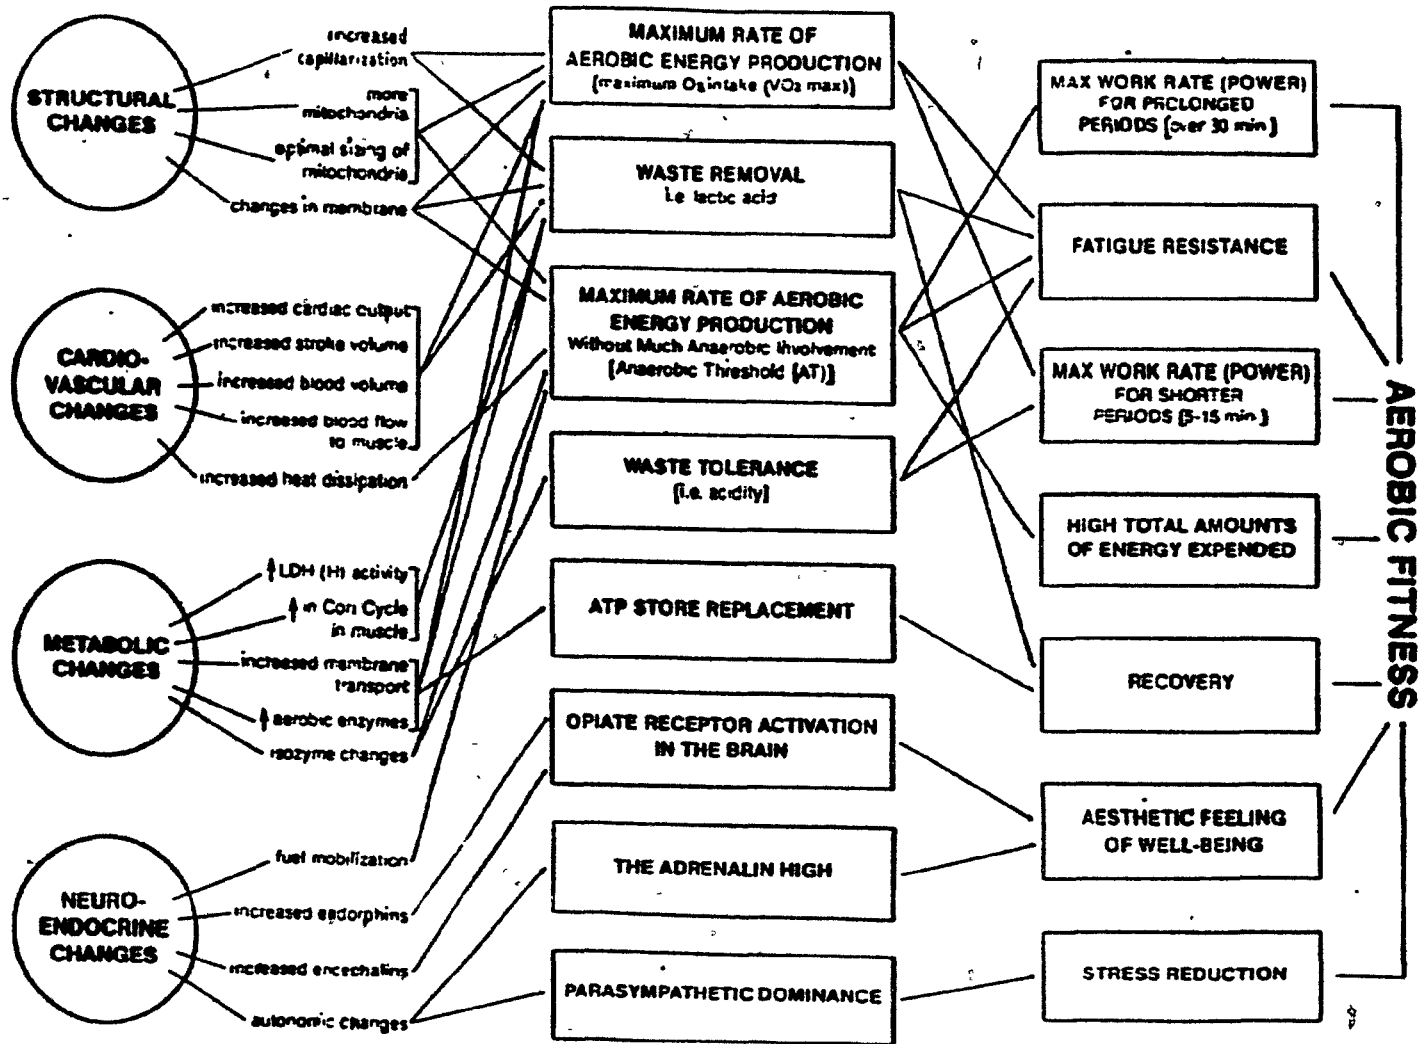 STRUCTURAL
CHANGES
increased
capillarization
more
mitochondria
optimal sizing of
mitochondria
changes in membrane
CARDIO-
VASCULAR
CHANGES
increased cardiac output
increased stroke volume
increased blood volume
increased blood flow
to muscle
increased heat dissipation
METABOLIC
CHANGES
↑ LDH (H) activity
↑ in Cori Cycle
in muscle
increased membrane
transport
↑ aerobic enzymes
isozyme changes
NEURO-
ENDOCRINE
CHANGES
fuel mobilization
increased endorphins
increased encephalins
autonomic changes
MAXIMUM RATE OF
AEROBIC ENERGY PRODUCTION
[maximum O₂ intake (VO₂ max)]
WASTE REMOVAL
i.e lactic acid
MAXIMUM RATE OF AEROBIC
ENERGY PRODUCTION
Without Much Anaerobic Involvement
[Anaerobic Threshold (AT)]
WASTE TOLERANCE
[i.e. acidity]
ATP STORE REPLACEMENT
OPIATE RECEPTOR ACTIVATION
IN THE BRAIN
THE ADRENALIN HIGH
PARASYMPATHETIC DOMINANCE
MAX WORK RATE (POWER)
FOR PROLONGED
PERIODS [over 30 min.]
FATIGUE RESISTANCE
MAX WORK RATE (POWER)
FOR SHORTER
PERIODS [5-15 min.]
HIGH TOTAL AMOUNTS
OF ENERGY EXPENDED
RECOVERY
AESTHETIC FEELING
OF WELL-BEING
STRESS REDUCTION
AEROBIC FITNESS